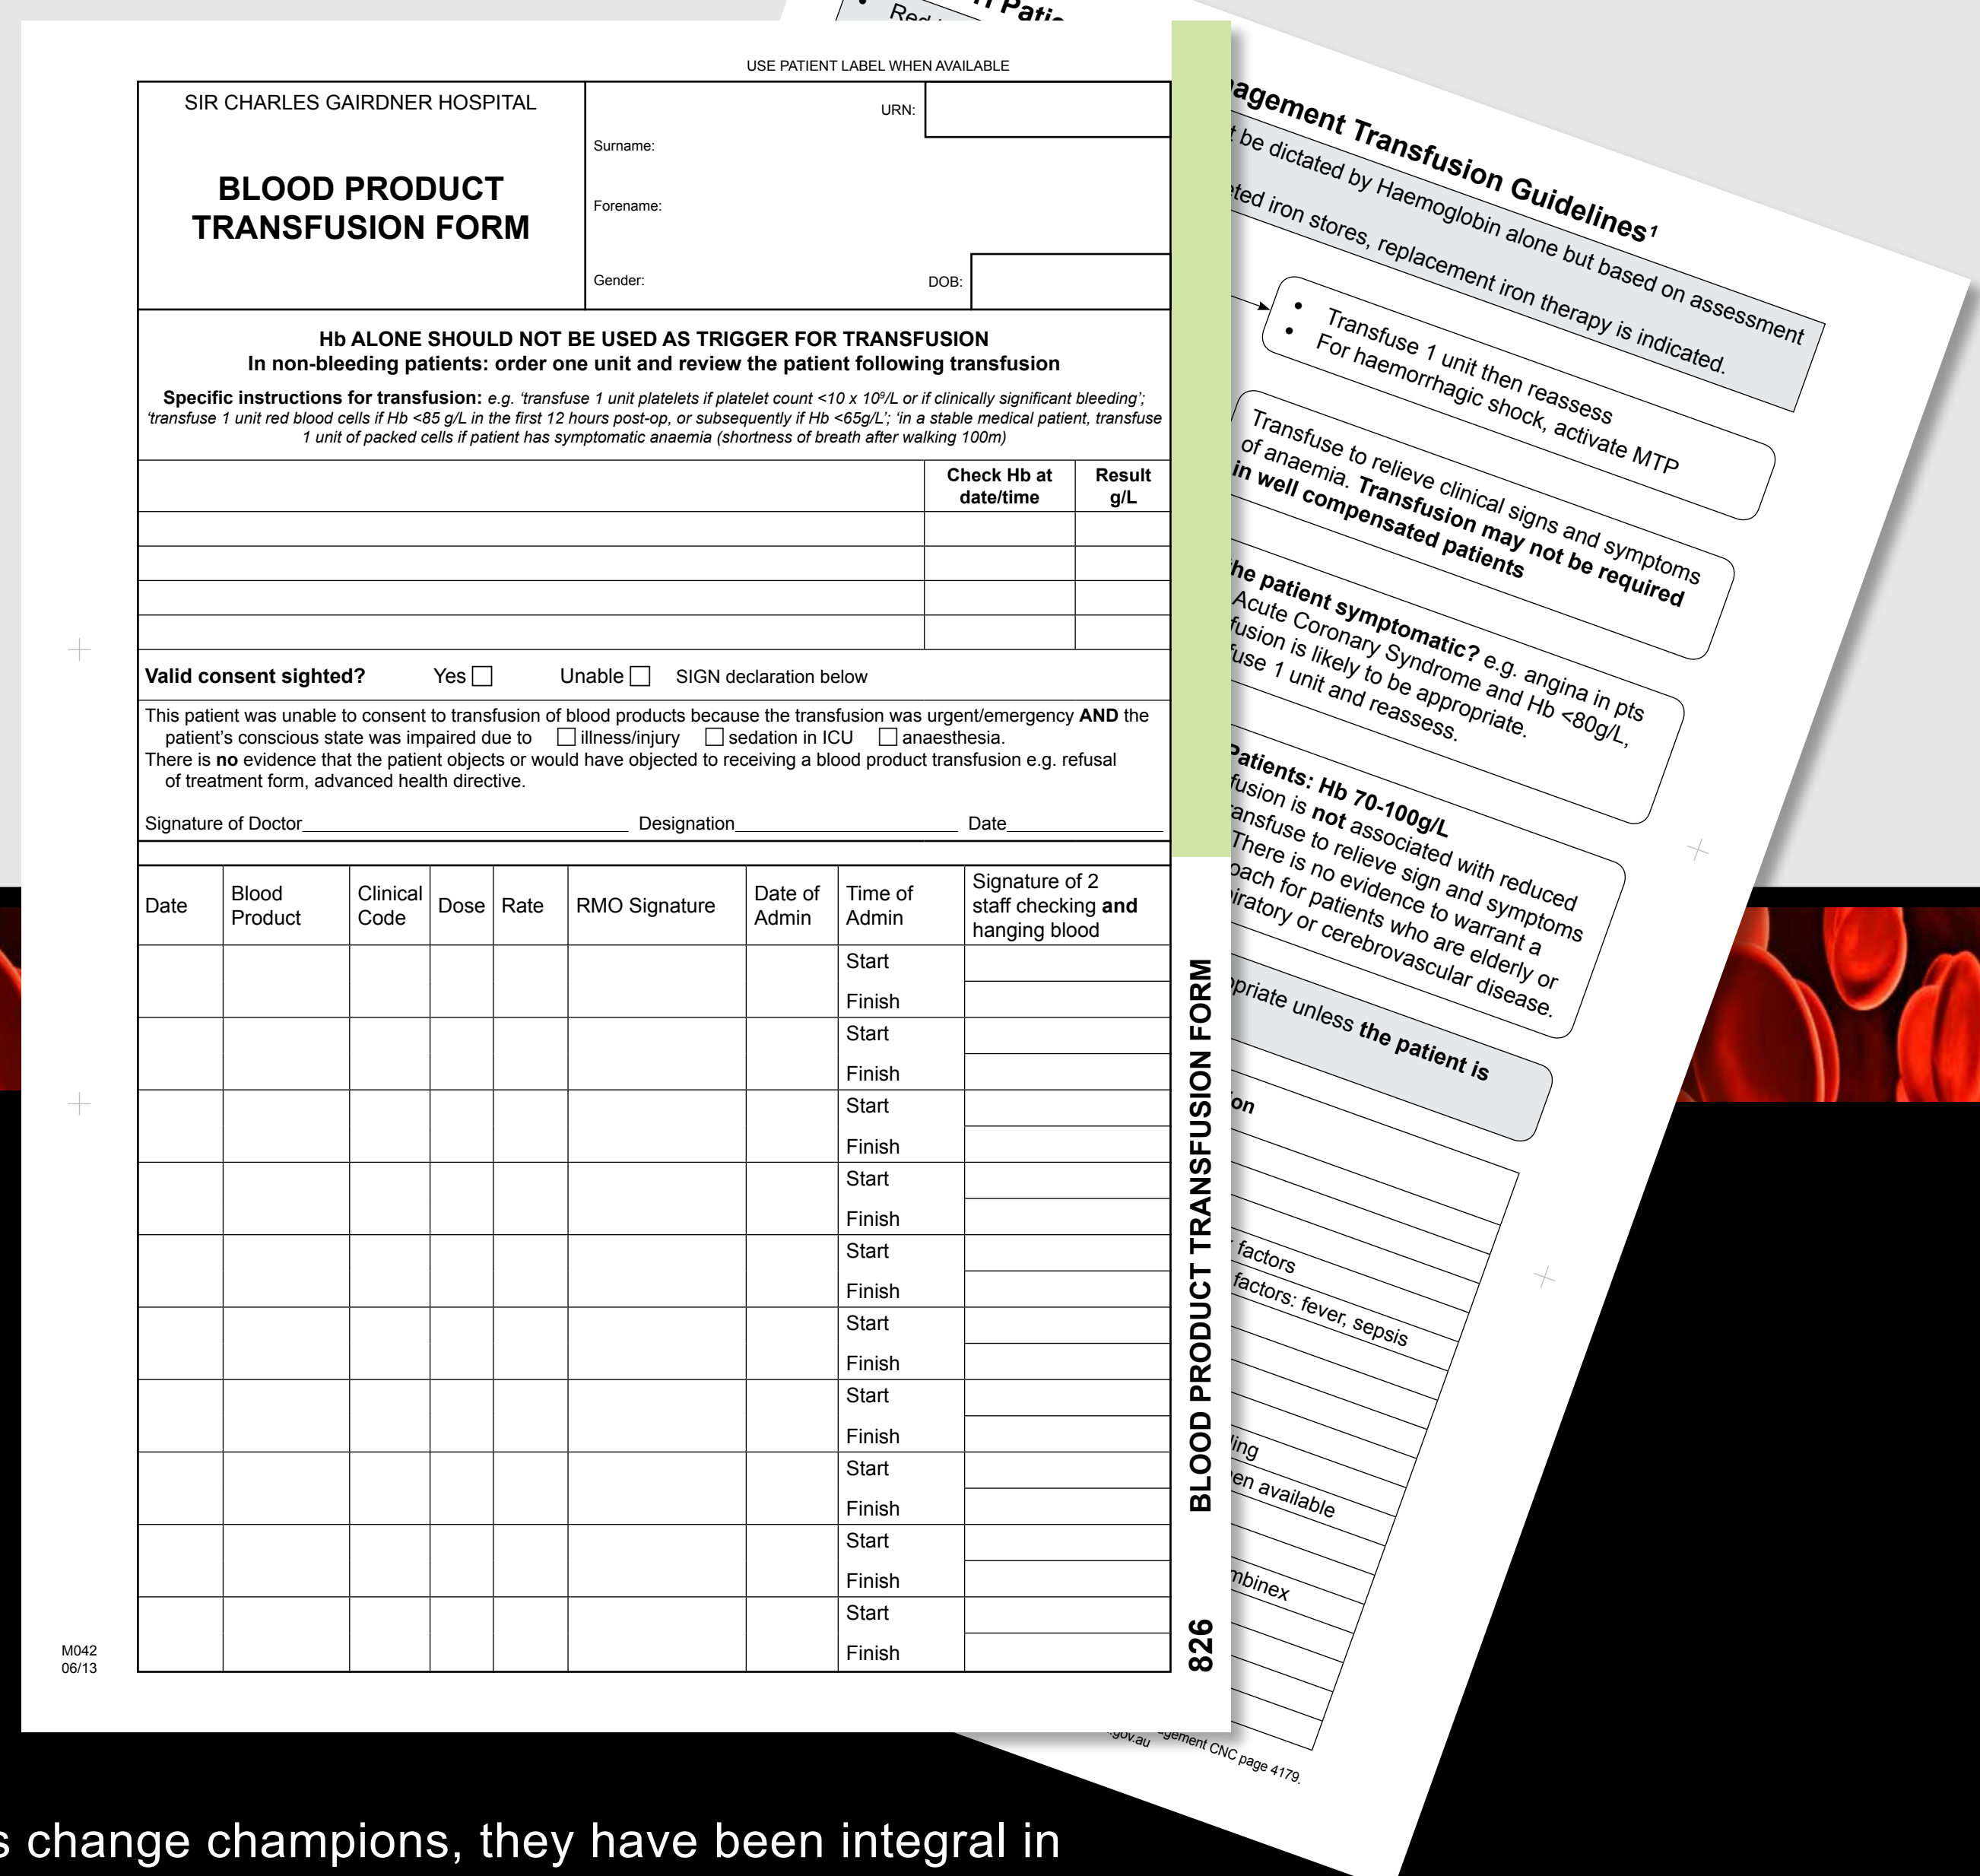 USE PATIENT LABEL WHEN AVAILABLE
SIR CHARLES GAIRDNER HOSPITAL
BLOOD PRODUCT
TRANSFUSION FORM
URN:
Surname:
Forename:
Gender:
DOB:
Hb ALONE SHOULD NOT BE USED AS TRIGGER FOR TRANSFUSION
In non-bleeding patients: order one unit and review the patient following transfusion
Specific instructions for transfusion: e.g. ‘transfuse 1 unit platelets if platelet count <10 x 10⁹/L or if clinically significant bleeding’;
‘transfuse 1 unit red blood cells if Hb <85 g/L in the first 12 hours post-op, or subsequently if Hb <65g/L’; ‘in a stable medical patient, transfuse
1 unit of packed cells if patient has symptomatic anaemia (shortness of breath after walking 100m)
Check Hb at
date/time
Result
g/L
Valid consent sighted? Yes Unable SIGN declaration below
This patient was unable to consent to transfusion of blood products because the transfusion was urgent/emergency AND the
patient’s conscious state was impaired due to illness/injury sedation in ICU anaesthesia.
There is no evidence that the patient objects or would have objected to receiving a blood product transfusion e.g. refusal
of treatment form, advanced health directive.
Signature of Doctor Designation Date
Date
Blood
Product
Clinical
Code
Dose
Rate
RMO Signature
Date of
Admin
Time of
Admin
Signature of 2
staff checking and
hanging blood
Start
Finish
Start
Finish
Start
Finish
Start
Finish
Start
Finish
Start
Finish
Start
Finish
Start
Finish
Start
Finish
Start
Finish
M042
06/13
BLOOD PRODUCT TRANSFUSION FORM
826
agement Transfusion Guidelines¹
be dictated by Haemoglobin alone but based on assessment
eted iron stores, replacement iron therapy is indicated.
• Transfuse 1 unit then reassess
• For haemorrhagic shock, activate MTP
Transfuse to relieve clinical signs and symptoms
of anaemia. Transfusion may not be required
in well compensated patients
the patient symptomatic? e.g. angina in pts
Acute Coronary Syndrome and Hb <80g/L,
fusion is likely to be appropriate.
fuse 1 unit and reassess.
Patients: Hb 70-100g/L
fusion is not associated with reduced
ansfuse to relieve sign and symptoms
There is no evidence to warrant a
oach for patients who are elderly or
iratory or cerebrovascular disease.
opriate unless the patient is
on
factors
factors: fever, sepsis
ing
en available
mbinex
agement CNC page 4179.
.gov.au
s change champions, they have been integral in